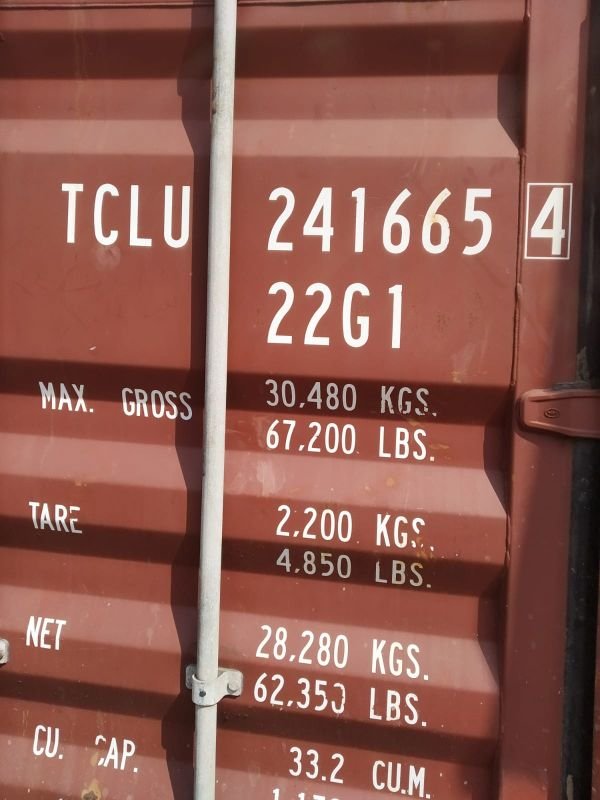 TCLU 241665 4
22G1
MAX. GROSS 30,480 KGS.
67,200 LBS.
TARE 2,200 KGS.
4,850 LBS.
NET 28,280 KGS.
62,350 LBS.
CU. CAP. 33.2 CU.M.